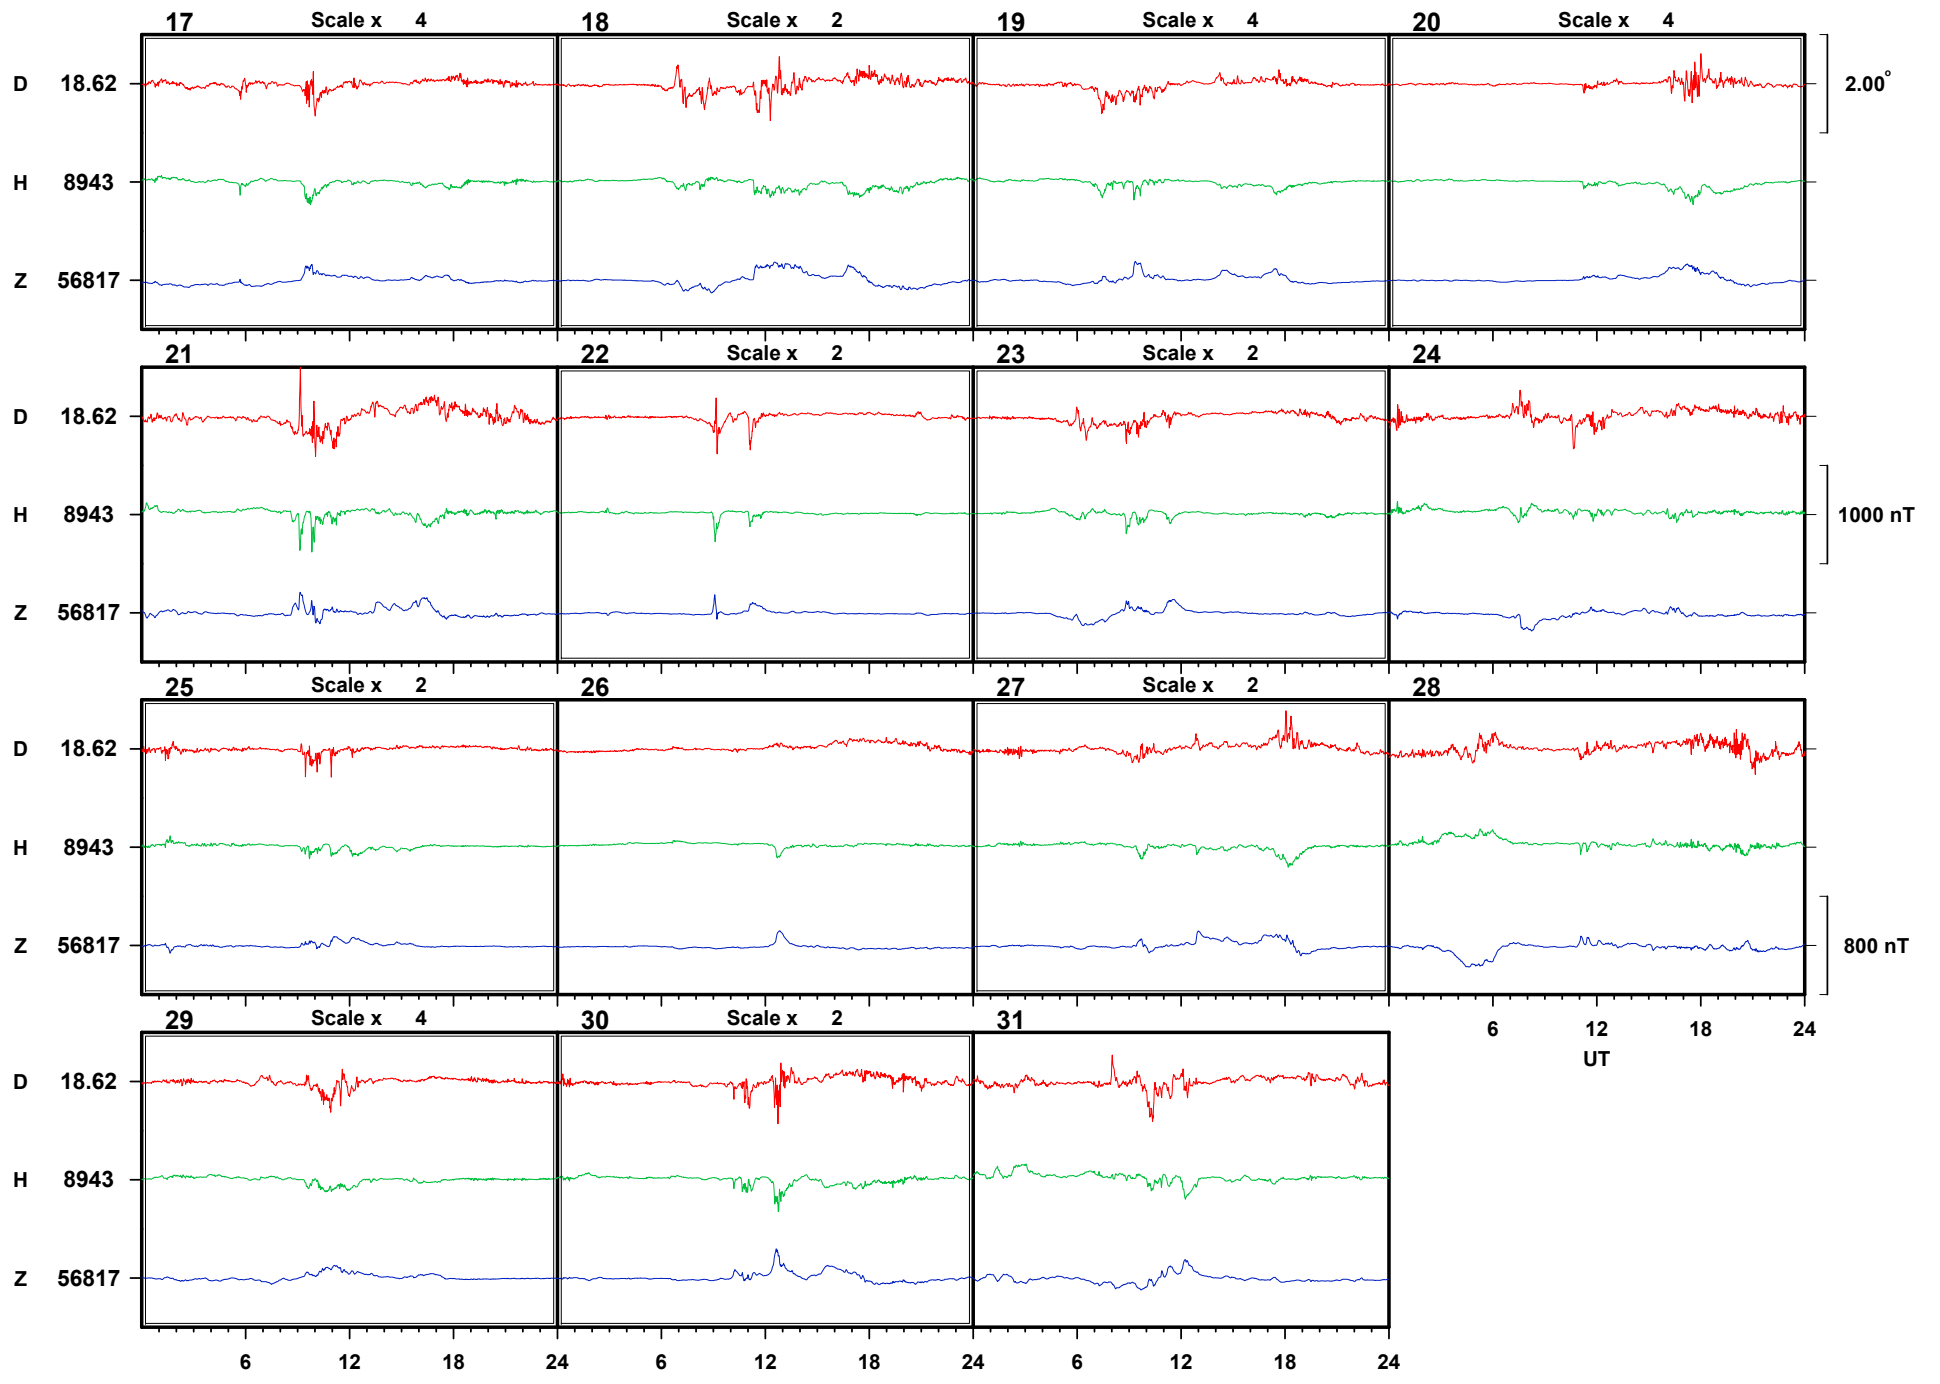 17 Scale x 4 18 Scale x 2 19 Scale x 4 20 Scale x 4
D 18.62 2.00°
H 8943
Z 56817
21 22 Scale x 2 23 Scale x 2 24
D 18.62
H 8943 1000 nT
Z 56817
25 Scale x 2 26 27 Scale x 2 28
D 18.62
H 8943
Z 56817 800 nT
6 12 18 24
UT
29 Scale x 4 30 Scale x 2 31
D 18.62
H 8943
Z 56817
6 12 18 24 6 12 18 24 6 12 18 24